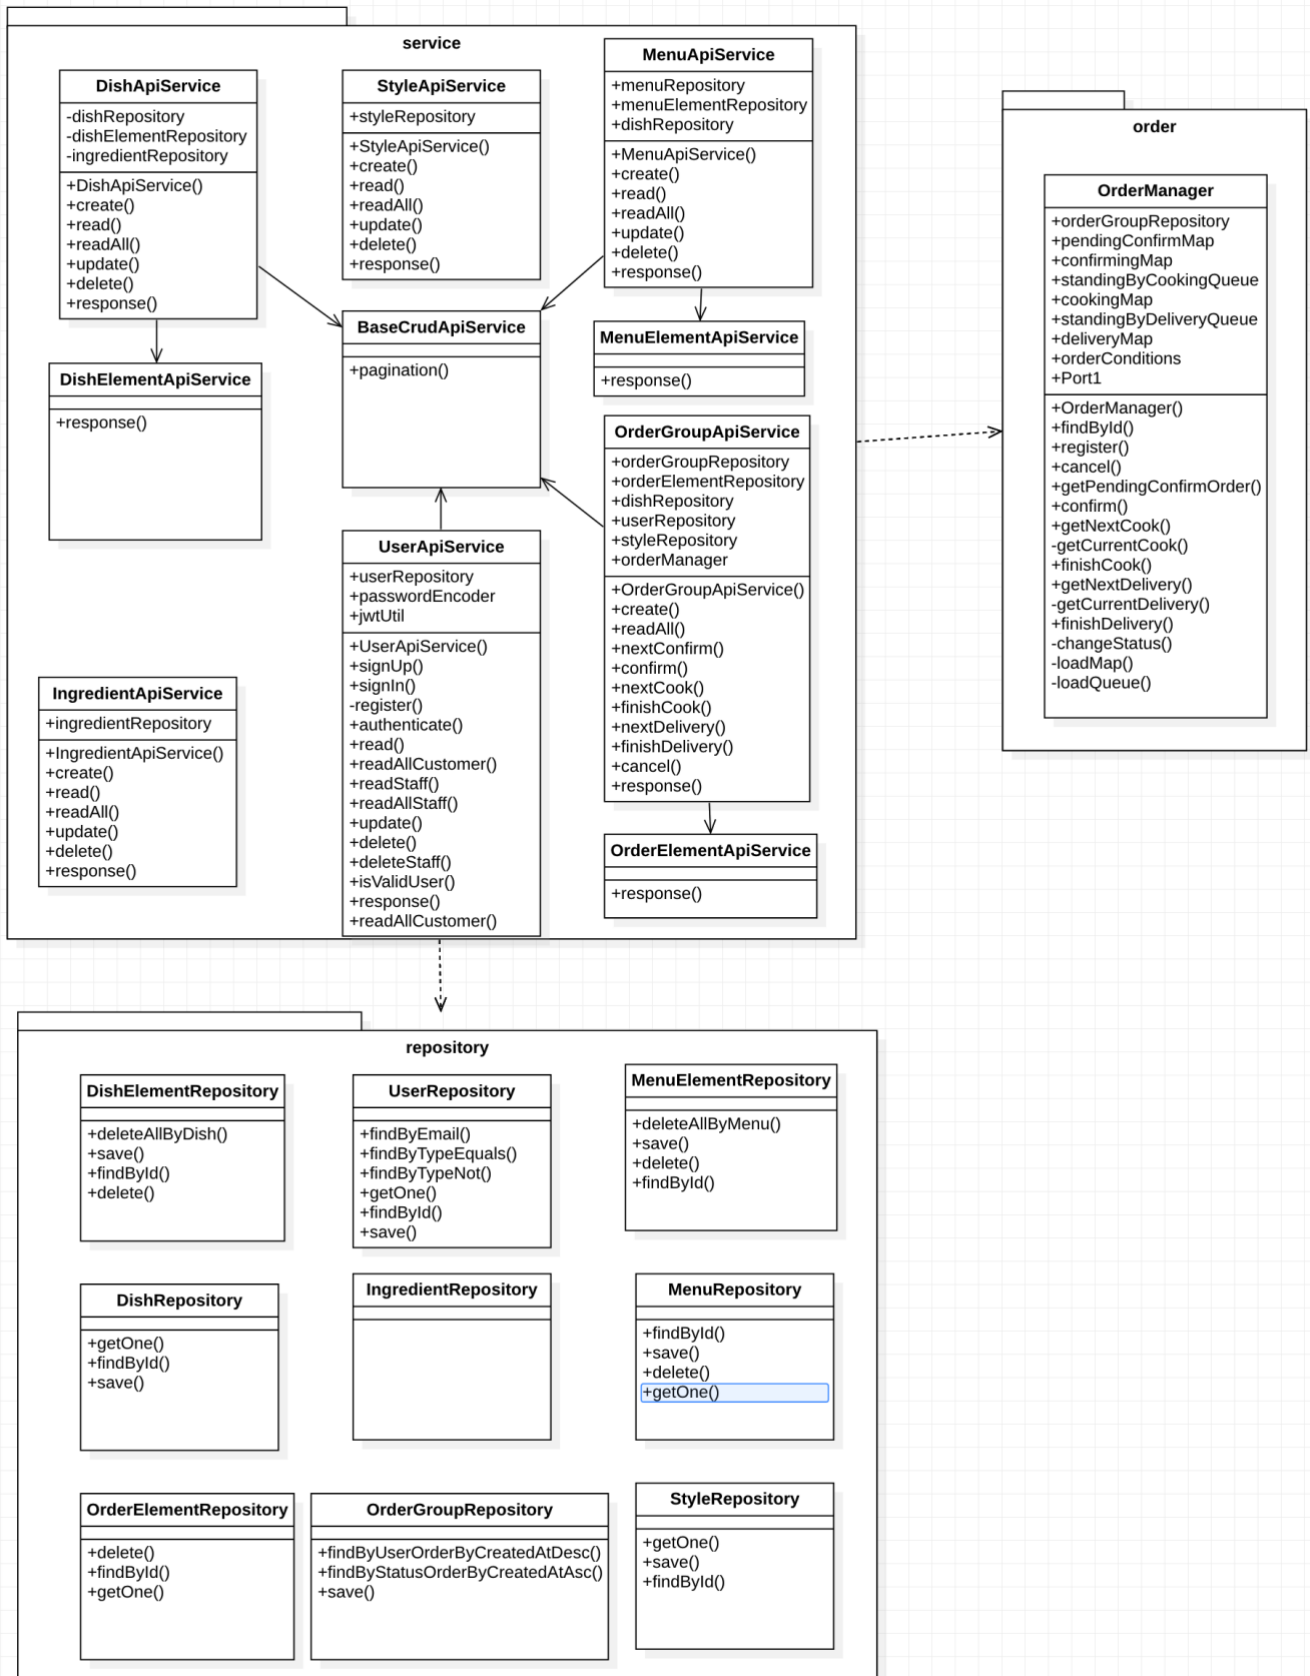 service
DishApiService
-dishRepository
-dishElementRepository
-ingredientRepository
+DishApiService()
+create()
+read()
+readAll()
+update()
+delete()
+response()
StyleApiService
+styleRepository
+StyleApiService()
+create()
+read()
+readAll()
+update()
+delete()
+response()
MenuApiService
+menuRepository
+menuElementRepository
+dishRepository
+MenuApiService()
+create()
+read()
+readAll()
+update()
+delete()
+response()
DishElementApiService
+response()
BaseCrudApiService
+pagination()
MenuElementApiService
+response()
OrderGroupApiService
+orderGroupRepository
+orderElementRepository
+dishRepository
+userRepository
+styleRepository
+orderManager
+OrderGroupApiService()
+create()
+readAll()
+nextConfirm()
+confirm()
+nextCook()
+finishCook()
+nextDelivery()
+finishDelivery()
+cancel()
+response()
UserApiService
+userRepository
+passwordEncoder
+jwtUtil
+UserApiService()
+signUp()
+signIn()
-register()
+authenticate()
+read()
+readAllCustomer()
+readStaff()
+readAllStaff()
+update()
+delete()
+deleteStaff()
+isValidUser()
+response()
+readAllCustomer()
IngredientApiService
+ingredientRepository
+IngredientApiService()
+create()
+read()
+readAll()
+update()
+delete()
+response()
OrderElementApiService
+response()
order
OrderManager
+orderGroupRepository
+pendingConfirmMap
+confirmingMap
+standingByCookingQueue
+cookingMap
+standingByDeliveryQueue
+deliveryMap
+orderConditions
+Port1
+OrderManager()
+findById()
+register()
+cancel()
+getPendingConfirmOrder()
+confirm()
+getNextCook()
-getCurrentCook()
+finishCook()
+getNextDelivery()
-getCurrentDelivery()
+finishDelivery()
-changeStatus()
-loadMap()
-loadQueue()
repository
DishElementRepository
+deleteAllByDish()
+save()
+findById()
+delete()
UserRepository
+findByEmail()
+findByTypeEquals()
+findByTypeNot()
+getOne()
+findById()
+save()
MenuElementRepository
+deleteAllByMenu()
+save()
+delete()
+findById()
DishRepository
+getOne()
+findById()
+save()
IngredientRepository
MenuRepository
+findById()
+save()
+delete()
+getOne()
OrderElementRepository
+delete()
+findById()
+getOne()
OrderGroupRepository
+findByUserOrderByCreatedAtDesc()
+findByStatusOrderByCreatedAtAsc()
+save()
StyleRepository
+getOne()
+save()
+findById()